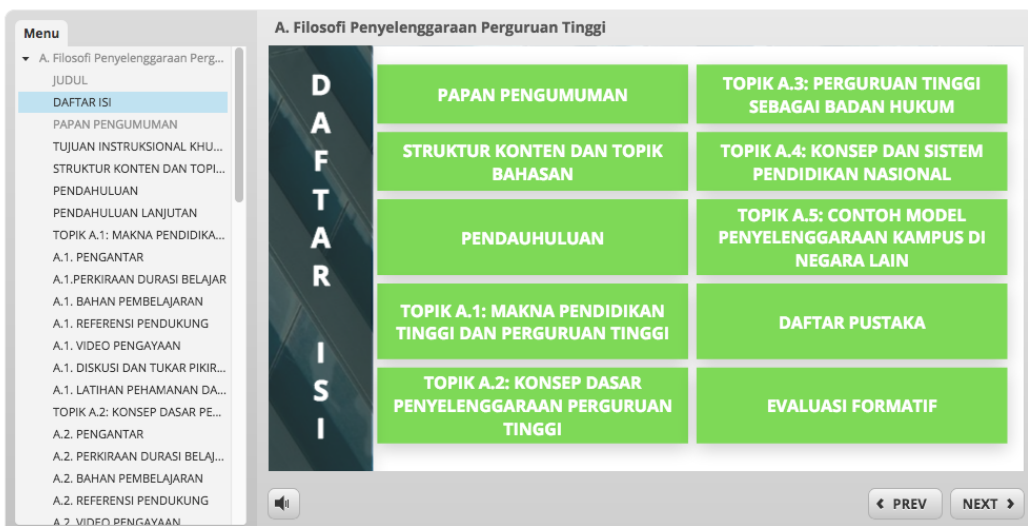 Menu
A. Filosofi Penyelenggaraan Perg...
JUDUL
DAFTAR ISI
PAPAN PENGUMUMAN
TUJUAN INSTRUKSIONAL KHU...
STRUKTUR KONTEN DAN TOPI...
PENDAHULUAN
PENDAHULUAN LANJUTAN
TOPIK A.1: MAKNA PENDIDIKA...
A.1. PENGANTAR
A.1.PERKIRAAN DURASI BELAJAR
A.1. BAHAN PEMBELAJARAN
A.1. REFERENSI PENDUKUNG
A.1. VIDEO PENGAYAAN
A.1. DISKUSI DAN TUKAR PIKIR...
A.1. LATIHAN PEHAMANAN DA...
TOPIK A.2: KONSEP DASAR PE...
A.2. PENGANTAR
A.2. PERKIRAAN DURASI BELAJ...
A.2. BAHAN PEMBELAJARAN
A.2. REFERENSI PENDUKUNG
A.2. VIDEO PENGAYAAN
A. Filosofi Penyelenggaraan Perguruan Tinggi
DAFTAR ISI
PAPAN PENGUMUMAN
STRUKTUR KONTEN DAN TOPIK
BAHASAN
PENDAUHULUAN
TOPIK A.1: MAKNA PENDIDIKAN
TINGGI DAN PERGURUAN TINGGI
TOPIK A.2: KONSEP DASAR
PENYELENGGARAAN PERGURUAN
TINGGI
TOPIK A.3: PERGURUAN TINGGI
SEBAGAI BADAN HUKUM
TOPIK A.4: KONSEP DAN SISTEM
PENDIDIKAN NASIONAL
TOPIK A.5: CONTOH MODEL
PENYELENGGARAAN KAMPUS DI
NEGARA LAIN
DAFTAR PUSTAKA
EVALUASI FORMATIF
PREV
NEXT